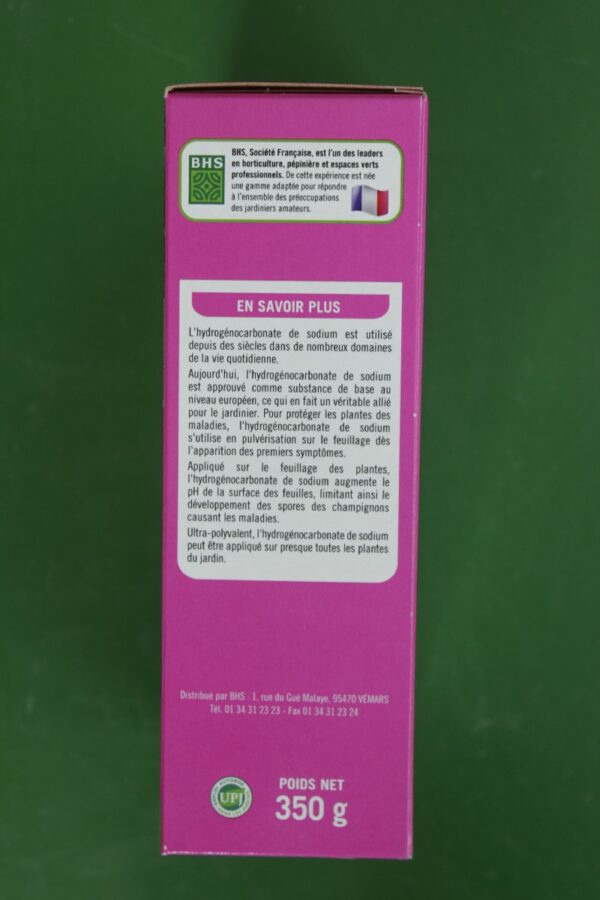 BHS
BHS, Société Française, est l'un des leaders
en horticulture, pépinière et espaces verts
professionnels. De cette expérience est née
une gamme adaptée pour répondre
à l'ensemble des préoccupations
des jardiniers amateurs.
EN SAVOIR PLUS
L'hydrogénocarbonate de sodium est utilisé
depuis des siècles dans de nombreux domaines
de la vie quotidienne.
Aujourd'hui, l'hydrogénocarbonate de sodium
est approuvé comme substance de base au
niveau européen, ce qui en fait un véritable allié
pour le jardinier. Pour protéger les plantes des
maladies, l'hydrogénocarbonate de sodium
s'utilise en pulvérisation sur le feuillage dès
l'apparition des premiers symptômes.
Appliqué sur le feuillage des plantes,
l'hydrogénocarbonate de sodium augmente le
pH de la surface des feuilles, limitant ainsi le
développement des spores des champignons
causant les maladies.
Ultra-polyvalent, l'hydrogénocarbonate de sodium
peut être appliqué sur presque toutes les plantes
du jardin.
Distribué par BHS : 1, rue du Gué Malaye, 95470 VÉMARS
Tél. 01 34 31 23 23 - Fax 01 34 31 23 24
UPJ
POIDS NET
350 g